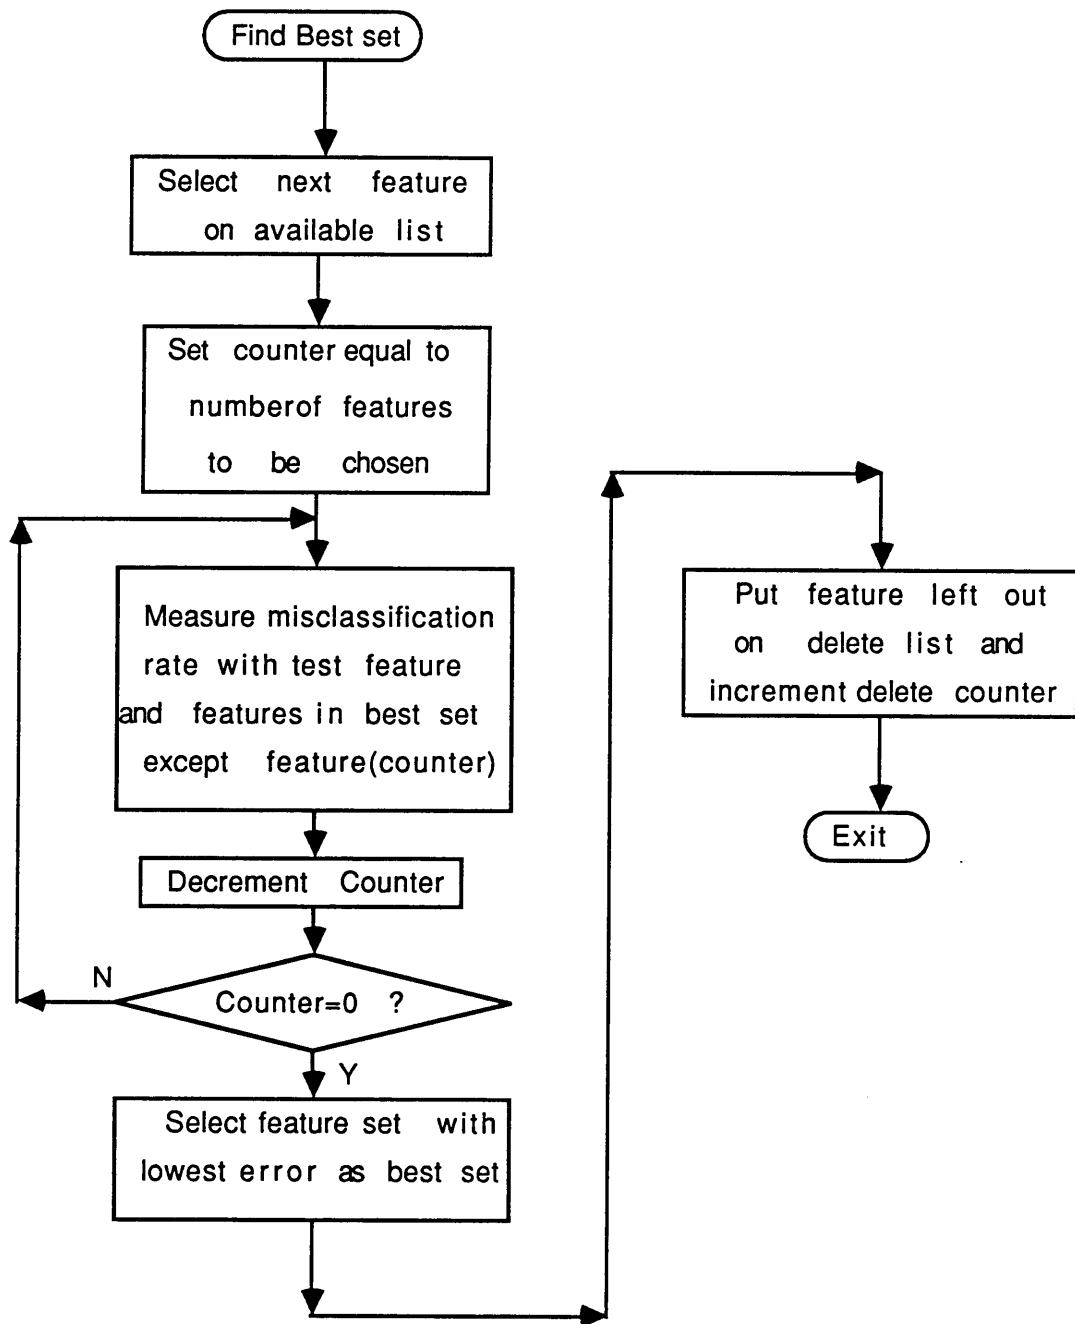 Find Best set
Select next feature
on available list
Set counter equal to
numberof features
to be chosen
Measure misclassification
rate with test feature
and features in best set
except feature(counter)
Decrement Counter
N
Counter=0 ?
Y
Select feature set with
lowest error as best set
Put feature left out
on delete list and
increment delete counter
Exit